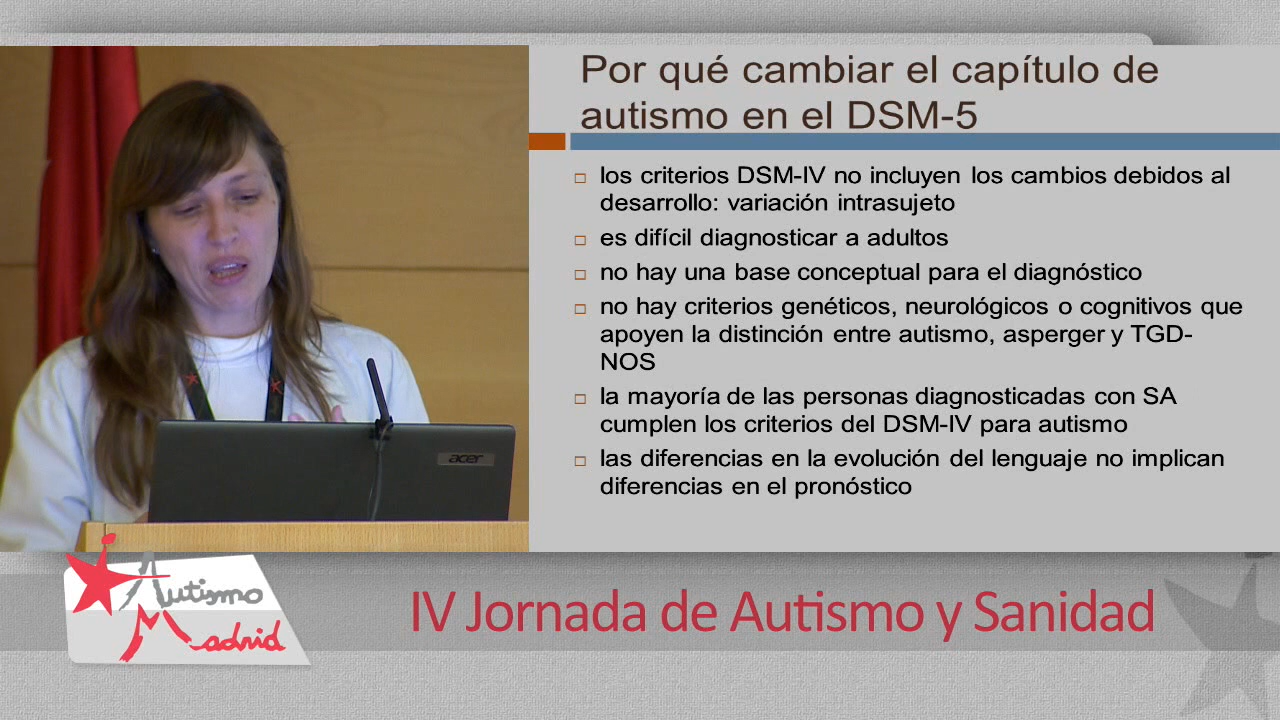 Por qué cambiar el capítulo de
autismo en el DSM-5
los criterios DSM-IV no incluyen los cambios debidos al
desarrollo: variación intrasujeto
es difícil diagnosticar a adultos
no hay una base conceptual para el diagnóstico
no hay criterios genéticos, neurológicos o cognitivos que
apoyen la distinción entre autismo, asperger y TGD-
NOS
la mayoría de las personas diagnosticadas con SA
cumplen los criterios del DSM-IV para autismo
las diferencias en la evolución del lenguaje no implican
diferencias en el pronóstico
acer
Autismo
Madrid
IV Jornada de Autismo y Sanidad